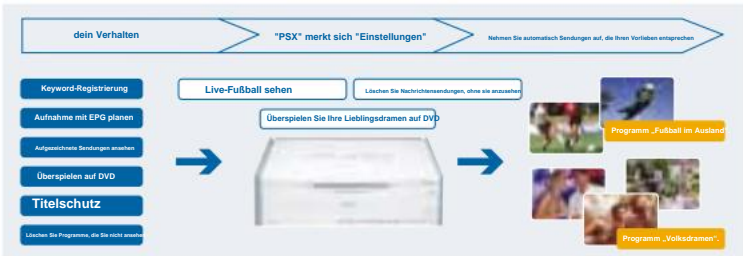 dein Verhalten
"PSX" merkt sich "Einstellungen"
Nehmen Sie automatisch Sendungen auf, die Ihren Vorlieben entsprechen
Keyword-Registrierung
Aufnahme mit EPG planen
Aufgezeichnete Sendungen ansehen
Überspielen auf DVD
Titelschutz
Löschen Sie Programme, die Sie nicht ansehe
Live-Fußball sehen
Löschen Sie Nachrichtensendungen, ohne sie anzusehen
Überspielen Sie Ihre Lieblingsdramen auf DVD
Programm „Fußball im Ausland
Programm „Volksdramen".